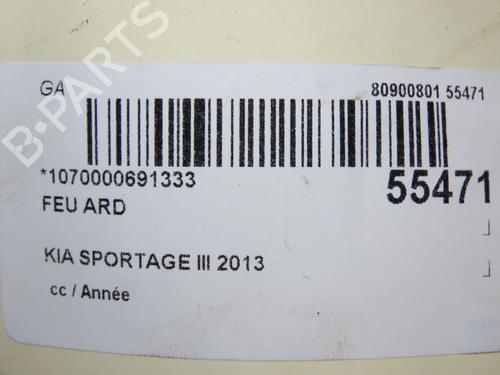 GA 80900801 55471
*1070000691333 55471
FEU ARD
KIA SPORTAGE III 2013
cc / Année
B-PARTS